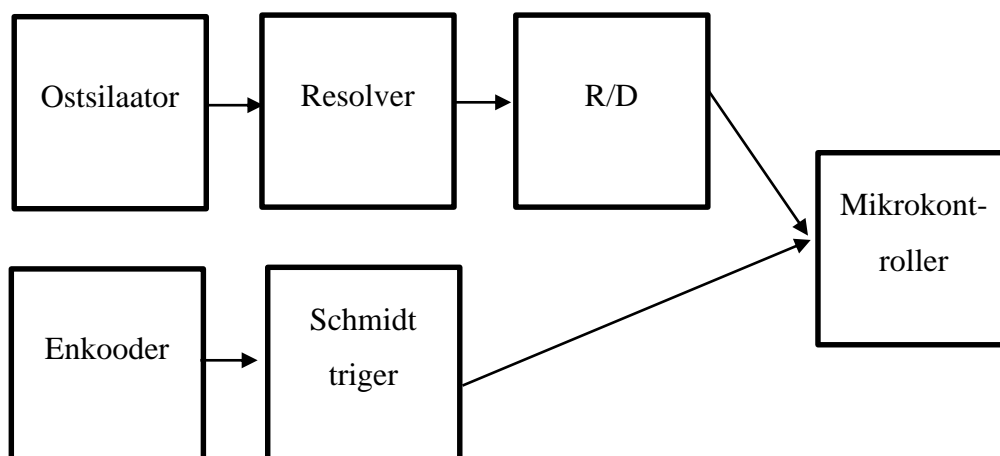 Ostsilaator
Resolver
R/D
Mikrokont-
roller
Enkooder
Schmidt
triger